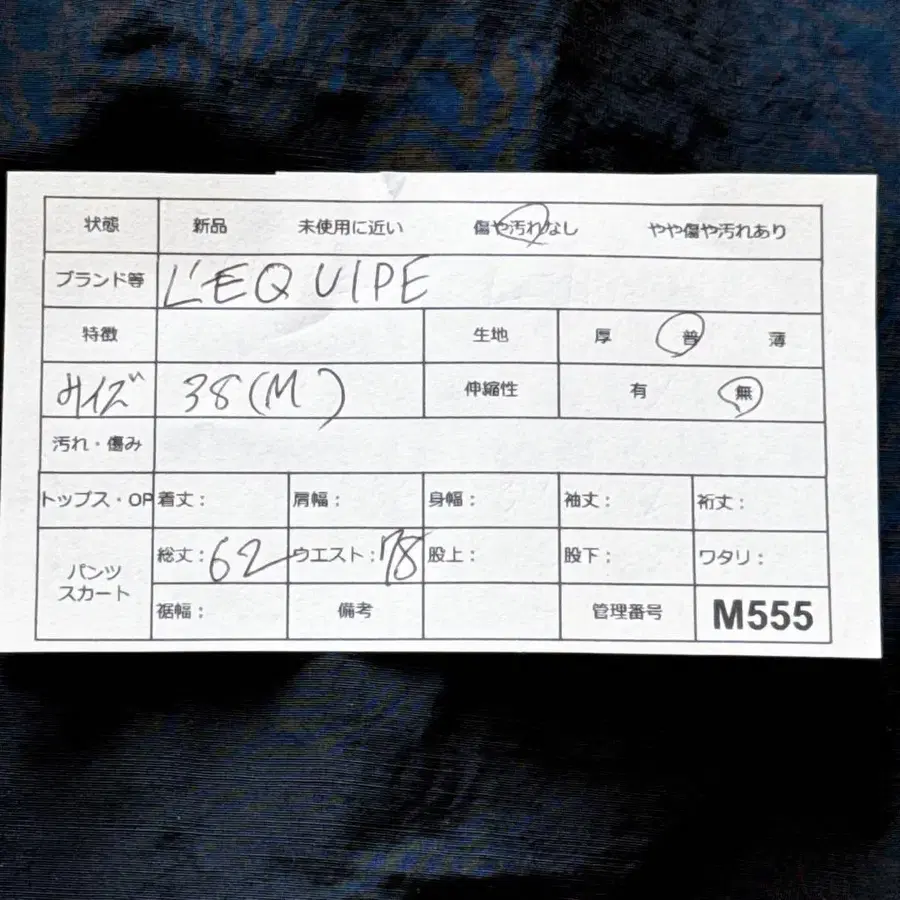 状態 新品 未使用に近い 傷や汚れなし やや傷や汚れあり
ブランド等 L'EQUIPE
特徴 生地 厚 普 薄
サイズ 38(M) 伸縮性 有 無
汚れ・傷み
トップス・OP 着丈: 肩幅: 身幅: 袖丈: 裄丈:
パンツ スカート 総丈:62 ウエスト:78 股上: 股下: ワタリ:
裾幅: 備考 管理番号 M555